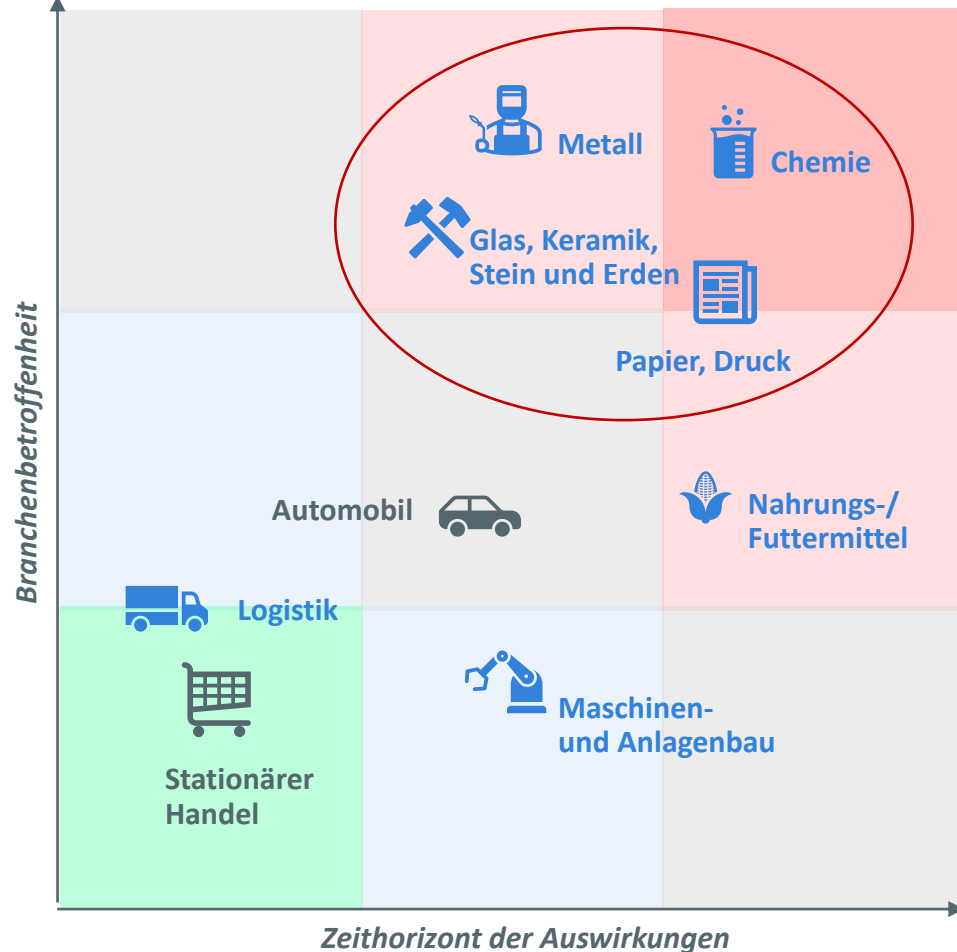 Branchenbetroffenheit
Metall
Chemie
Glas, Keramik,
Stein und Erden
Papier, Druck
Automobil
Nahrungs-/
Futtermittel
Logistik
Maschinen-
und Anlagenbau
Stationärer
Handel
Zeithorizont der Auswirkungen